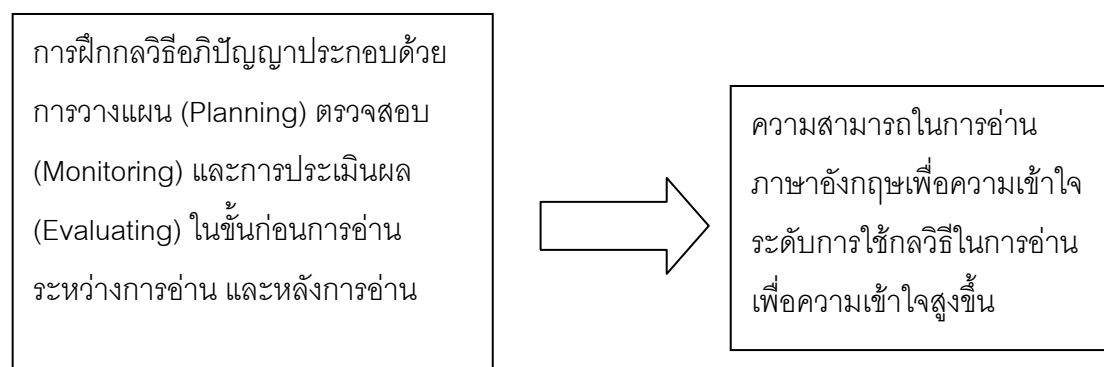 การฝึกกลวิธีอภิปัญญาประกอบด้วย
การวางแผน (Planning) ตรวจสอบ
(Monitoring) และการประเมินผล
(Evaluating) ในขั้นก่อนการอ่าน
ระหว่างการอ่าน และหลังการอ่าน
ความสามารถในการอ่าน
ภาษาอังกฤษเพื่อความเข้าใจ
ระดับการใช้กลวิธีในการอ่าน
เพื่อความเข้าใจสูงขึ้น